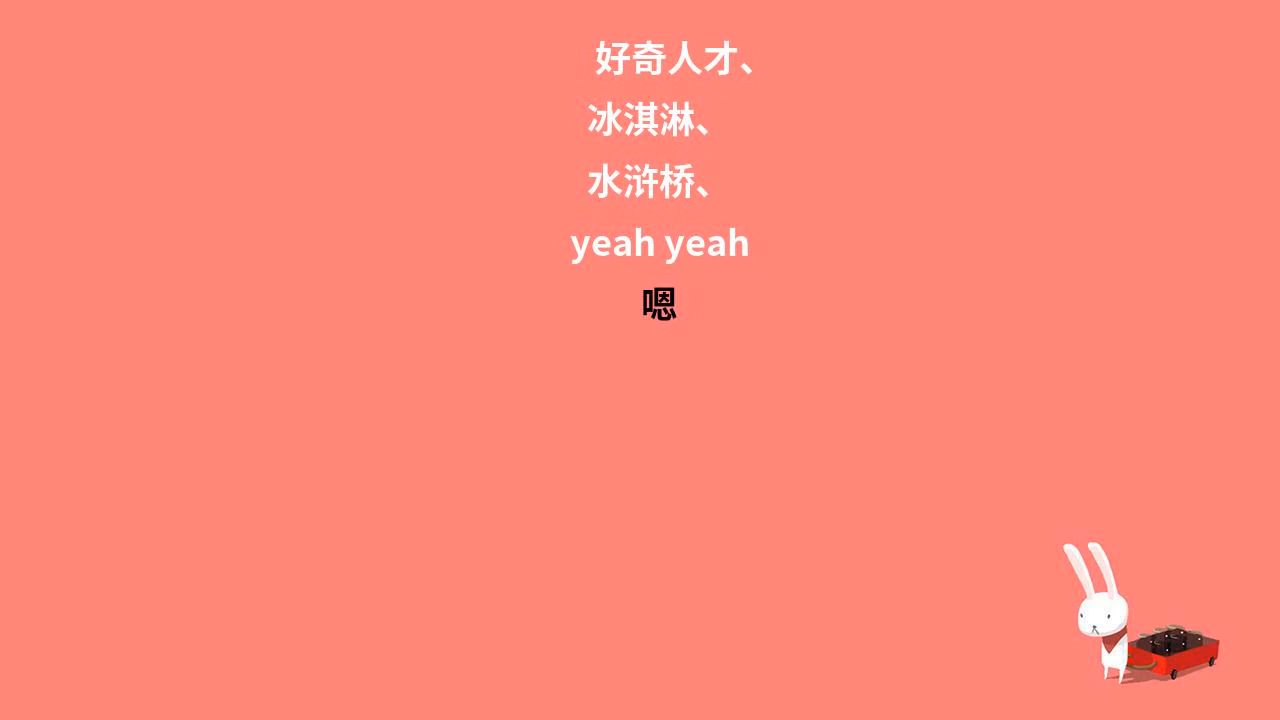 好奇人才、
冰淇淋、
水浒桥、
yeah yeah
嗯